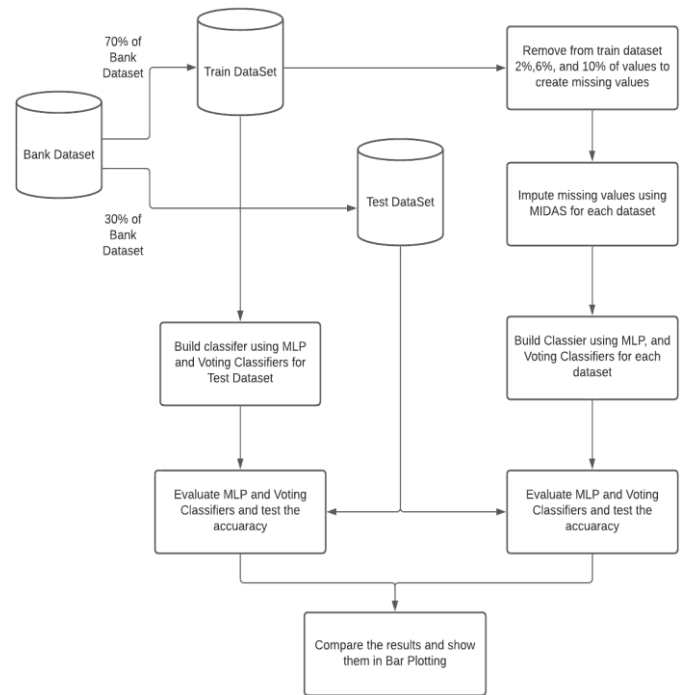 70% of
Bank
Dataset
Train DataSet
Remove from train dataset
2%,6%, and 10% of values to
create missing values
Bank Dataset
Test DataSet
Impute missing values using
MIDAS for each dataset
30% of
Bank
Dataset
Build classifer using MLP
and Voting Classifiers for
Test Dataset
Build Classier using MLP, and
Voting Classifiers for each
dataset
Evaluate MLP and Voting
Classifiers and test the
accuaracy
Evaluate MLP and Voting
Classifiers and test the
accuaracy
Compare the results and show
them in Bar Plotting